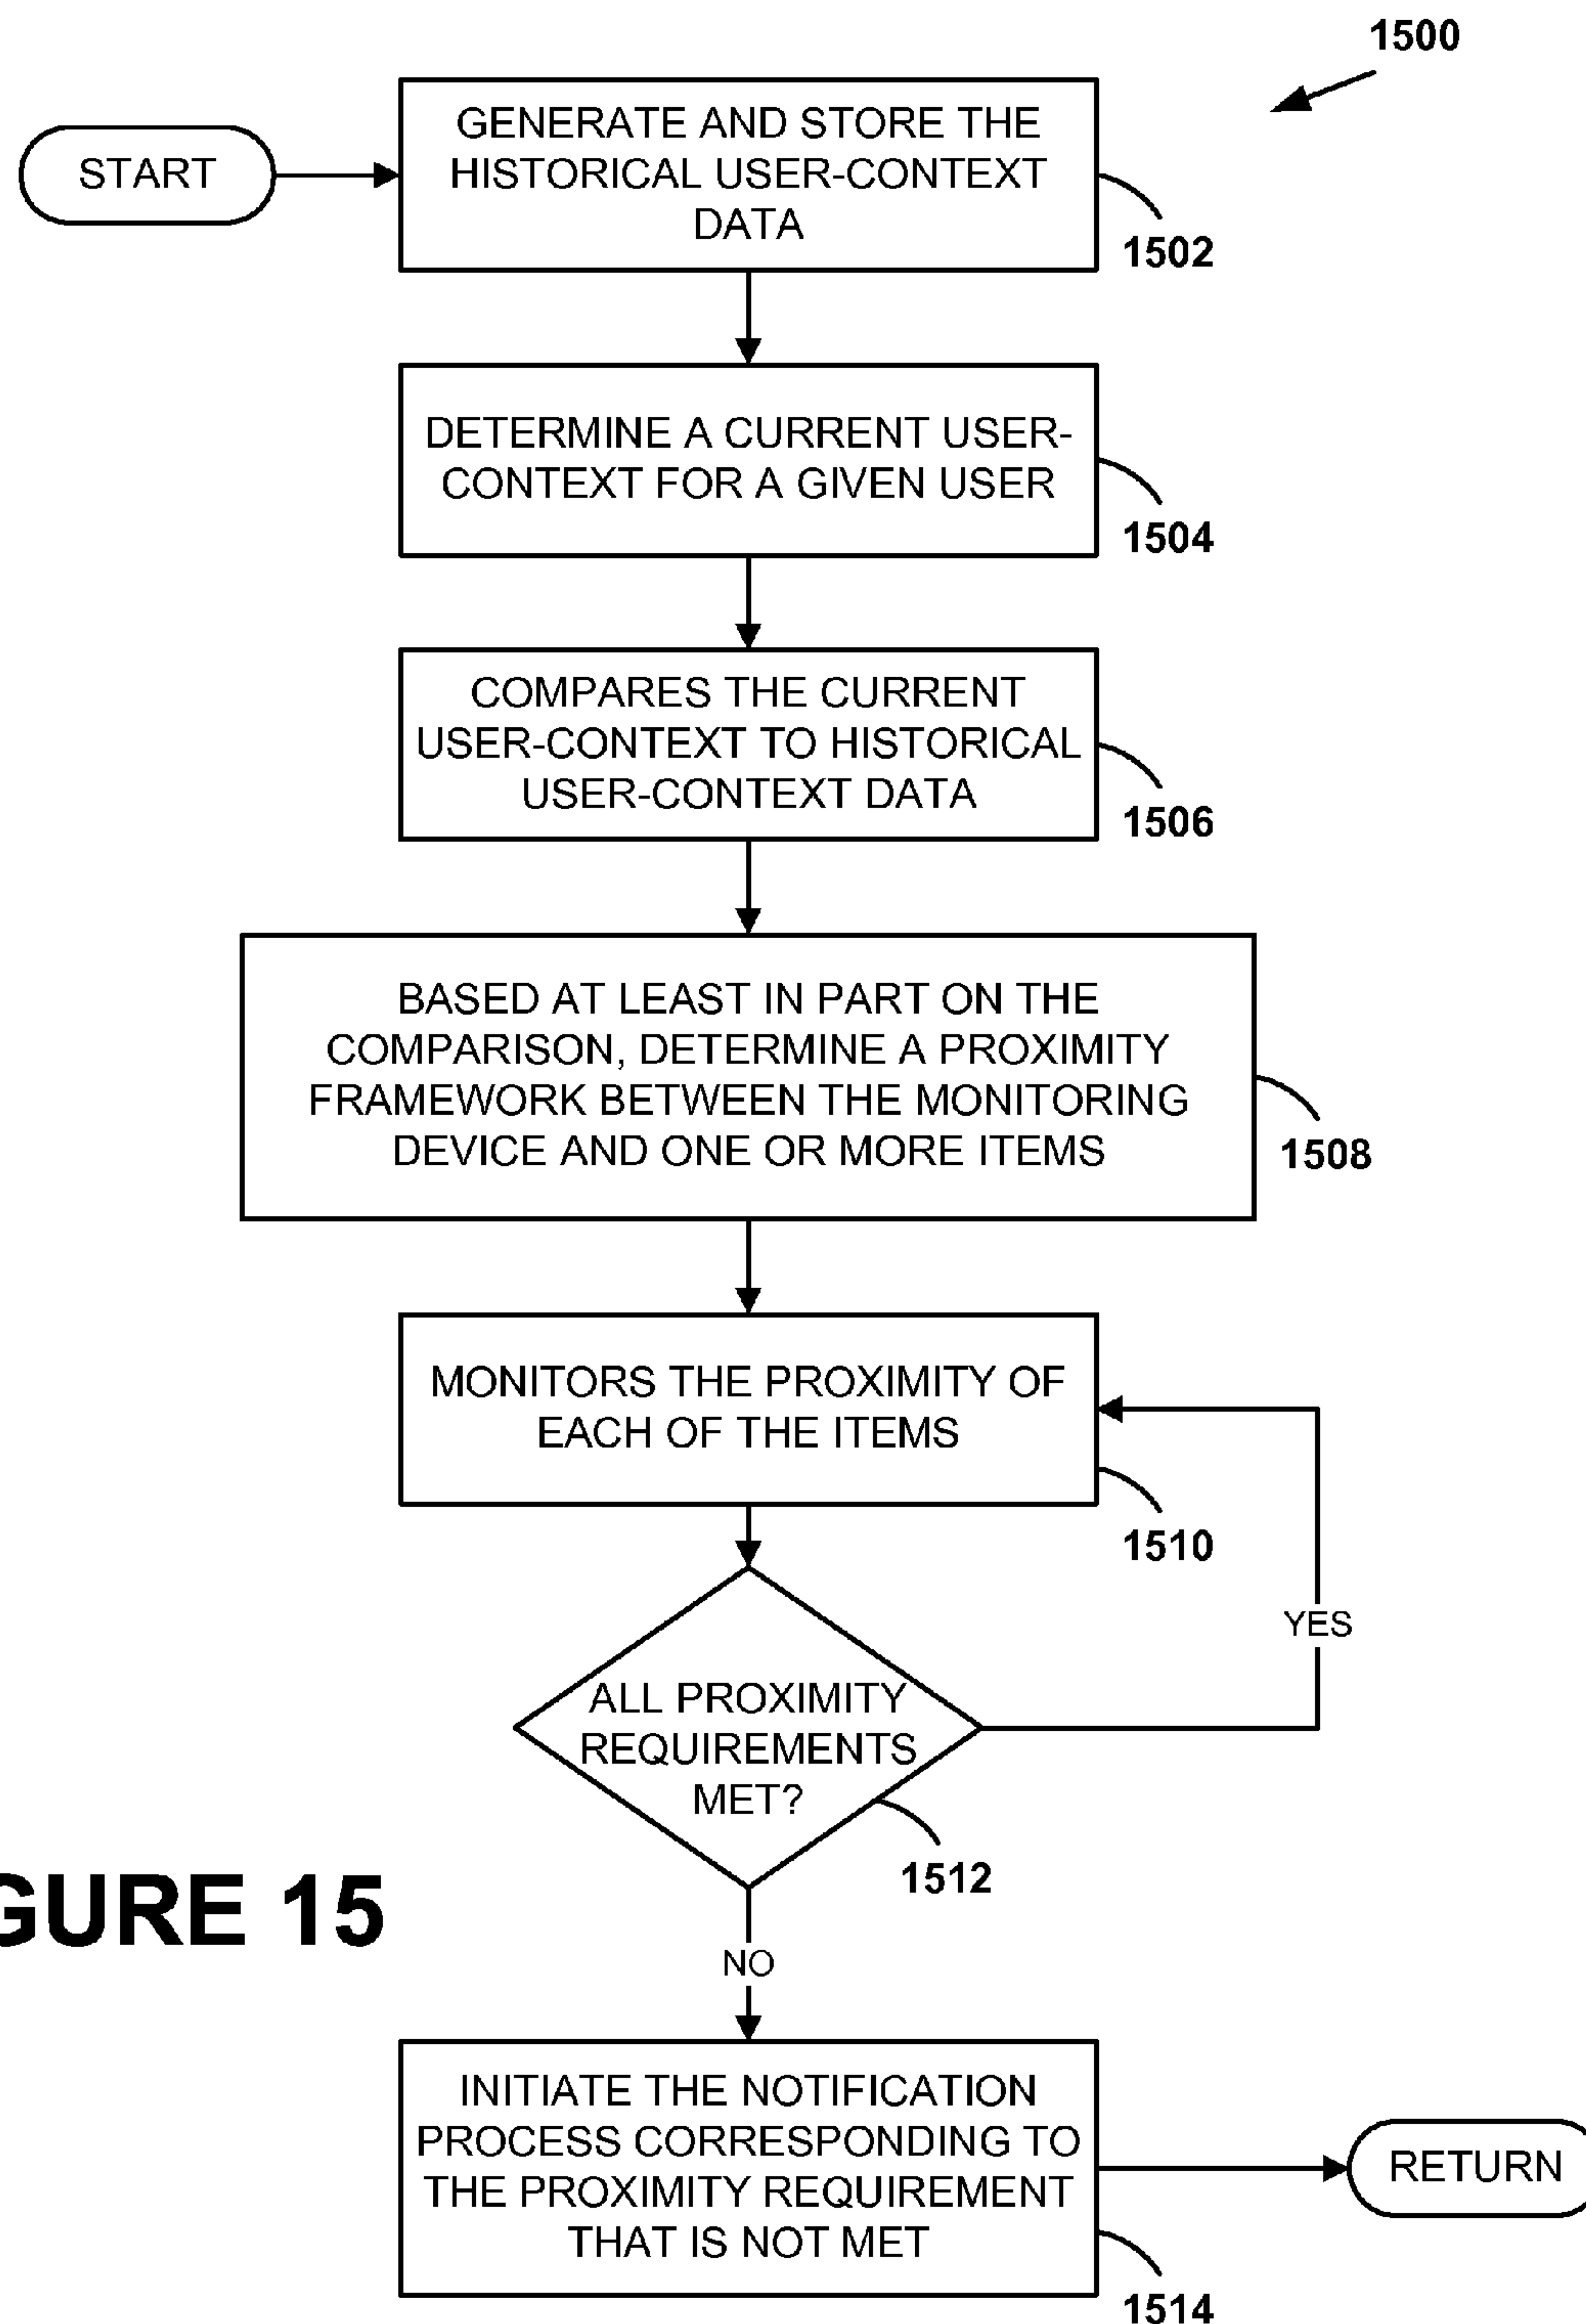 1500
START
GENERATE AND STORE THE
HISTORICAL USER-CONTEXT
DATA
1502
DETERMINE A CURRENT USER-
CONTEXT FOR A GIVEN USER
1504
COMPARES THE CURRENT
USER-CONTEXT TO HISTORICAL
USER-CONTEXT DATA
1506
BASED AT LEAST IN PART ON THE
COMPARISON, DETERMINE A PROXIMITY
FRAMEWORK BETWEEN THE MONITORING
DEVICE AND ONE OR MORE ITEMS
1508
MONITORS THE PROXIMITY OF
EACH OF THE ITEMS
1510
YES
ALL PROXIMITY
REQUIREMENTS
MET?
1512
GURE 15
NO
INITIATE THE NOTIFICATION
PROCESS CORRESPONDING TO
THE PROXIMITY REQUIREMENT
THAT IS NOT MET
1514
RETURN